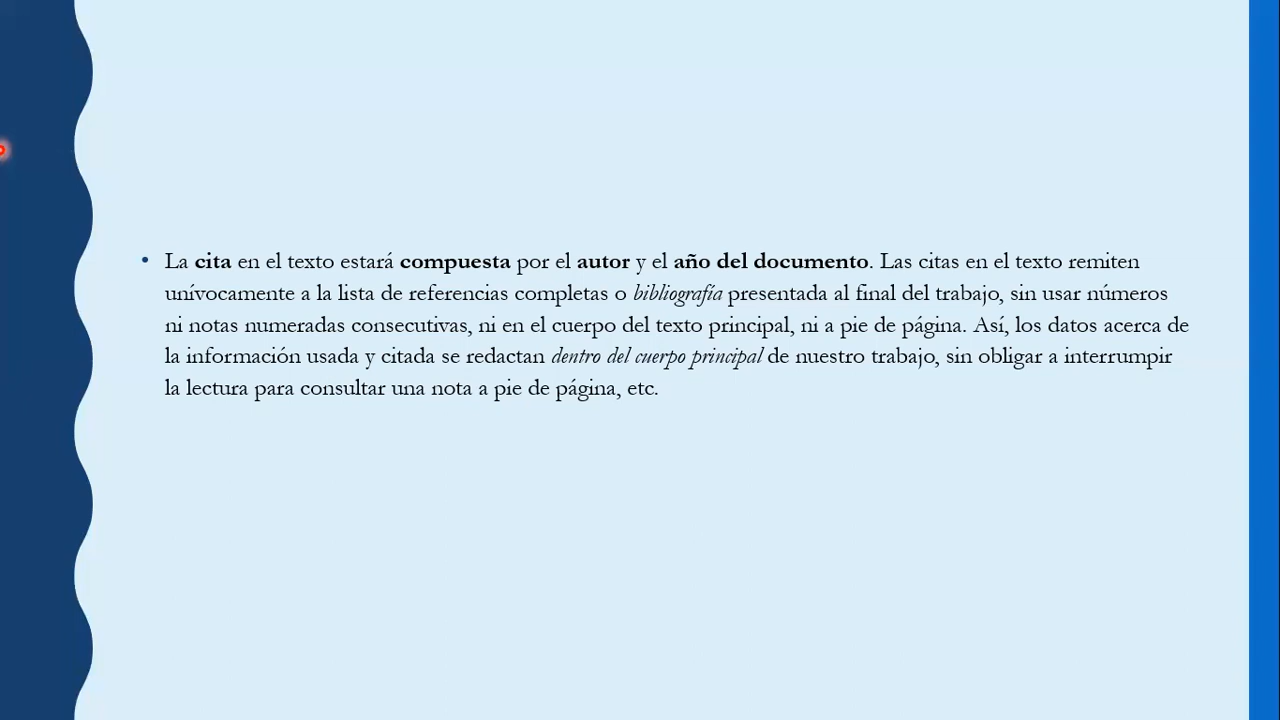 • La cita en el texto estará compuesta por el autor y el año del documento. Las citas en el texto remiten
unívocamente a la lista de referencias completas o bibliografía presentada al final del trabajo, sin usar números
ni notas numeradas consecutivas, ni en el cuerpo del texto principal, ni a pie de página. Así, los datos acerca de
la información usada y citada se redactan dentro del cuerpo principal de nuestro trabajo, sin obligar a interrumpir
la lectura para consultar una nota a pie de página, etc.